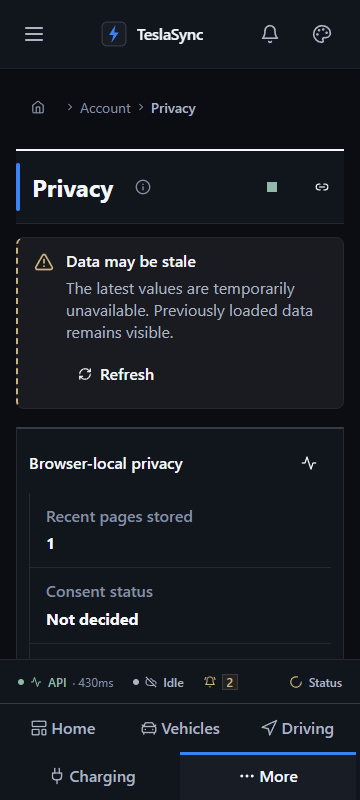 TeslaSync
Account
Privacy
Privacy
Data may be stale
The latest values are temporarily
unavailable. Previously loaded data
remains visible.
Refresh
Browser-local privacy
Recent pages stored
1
Consent status
Not decided
API · 430ms
Idle
2
Status
Home
Vehicles
Driving
Charging
More